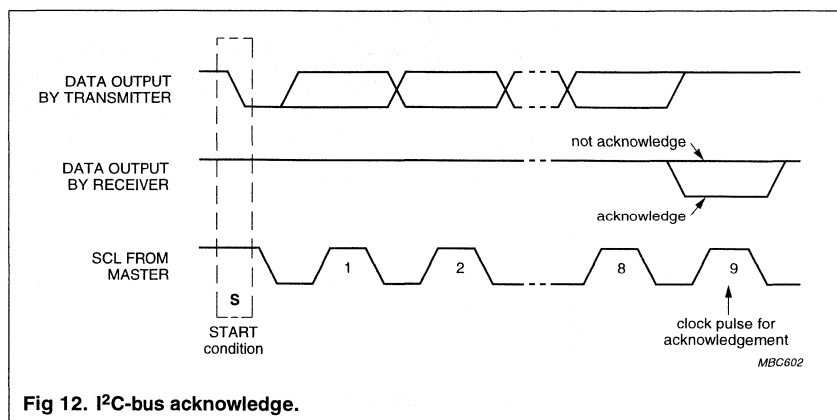 DATA OUTPUT
BY TRANSMITTER
not acknowledge
DATA OUTPUT
BY RECEIVER
acknowledge
SCL FROM
MASTER
1
2
8
9
S
START
condition
clock pulse for
acknowledgement
MBC602
Fig 12. I²C-bus acknowledge.